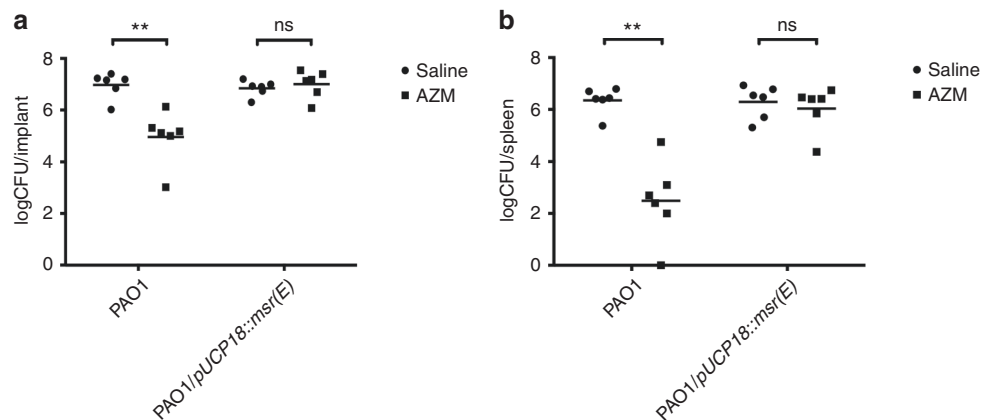 a
**
ns
8
6
4
2
0
logCFU/implant
PAO1
PAO1/pUCP18::msr(E)
Saline
AZM
b
**
ns
8
6
4
2
0
logCFU/spleen
PAO1
PAO1/pUCP18::msr(E)
Saline
AZM